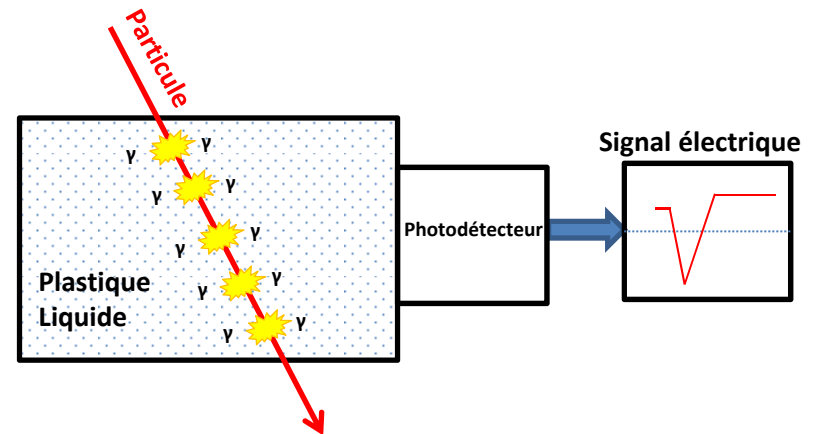 Particule
γ γ
γ γ
γ γ
γ γ
γ γ
Plastique
Liquide
Photodétecteur
Signal électrique